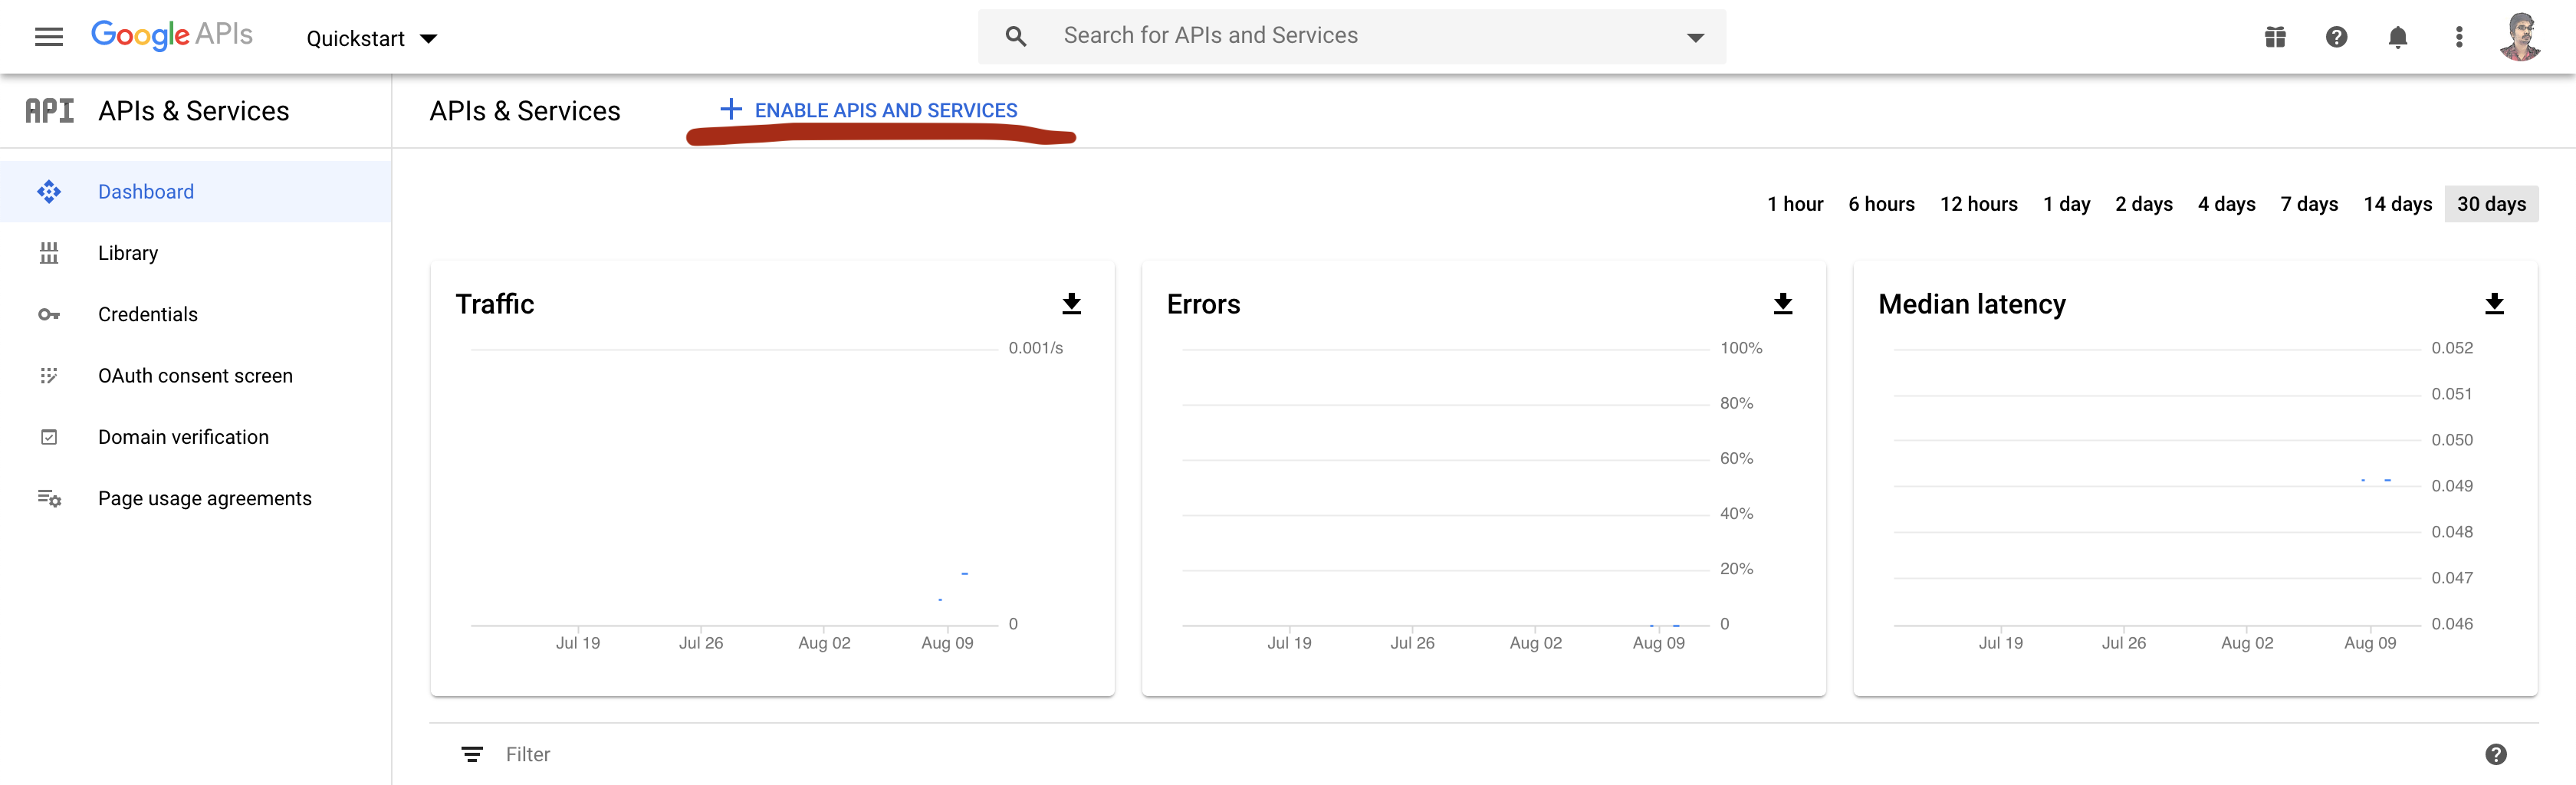 Google APIs
Quickstart
Search for APIs and Services
API APIs & Services
APIs & Services
+ ENABLE APIS AND SERVICES
Dashboard
Library
Credentials
OAuth consent screen
Domain verification
Page usage agreements
1 hour 6 hours 12 hours 1 day 2 days 4 days 7 days 14 days 30 days
Traffic
0.001/s
0
Jul 19 Jul 26 Aug 02 Aug 09
Errors
100%
80%
60%
40%
20%
0
Jul 19 Jul 26 Aug 02 Aug 09
Median latency
0.052
0.051
0.050
0.049
0.048
0.047
0.046
Jul 19 Jul 26 Aug 02 Aug 09
Filter